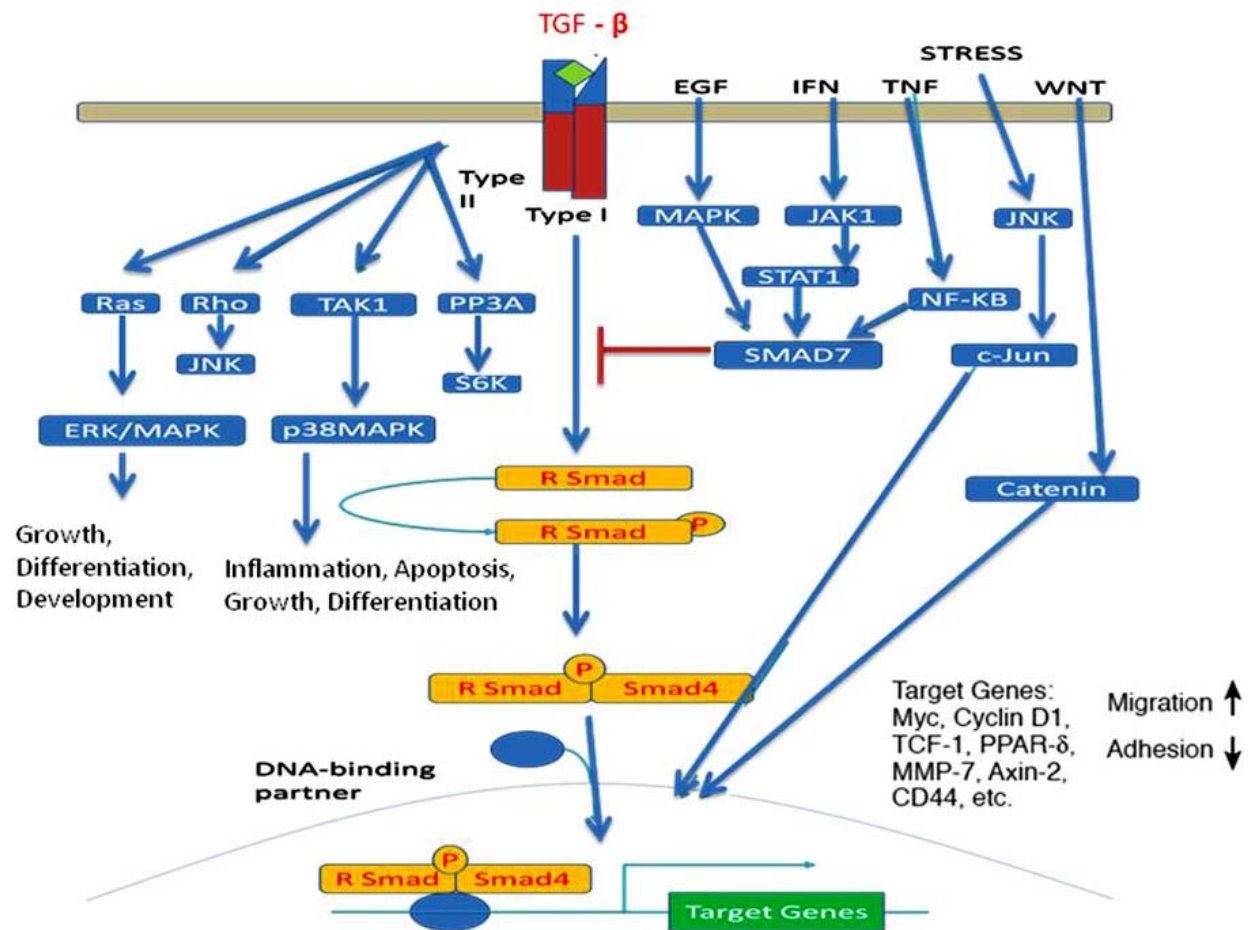 TGF - β
STRESS
EGF
IFN
TNF
WNT
Type
II
Type I
MAPK
JAK1
JNK
STAT1
Ras
Rho
TAK1
PP3A
NF-KB
JNK
S6K
SMAD7
c-Jun
ERK/MAPK
p38MAPK
R Smad
Catenin
R Smad
P
Growth,
Differentiation,
Development
Inflammation, Apoptosis,
Growth, Differentiation
P
R Smad
Smad4
Target Genes:
Myc, Cyclin D1,
TCF-1, PPAR-δ,
MMP-7, Axin-2,
CD44, etc.
Migration
Adhesion
DNA-binding
partner
P
R Smad
Smad4
Target Genes